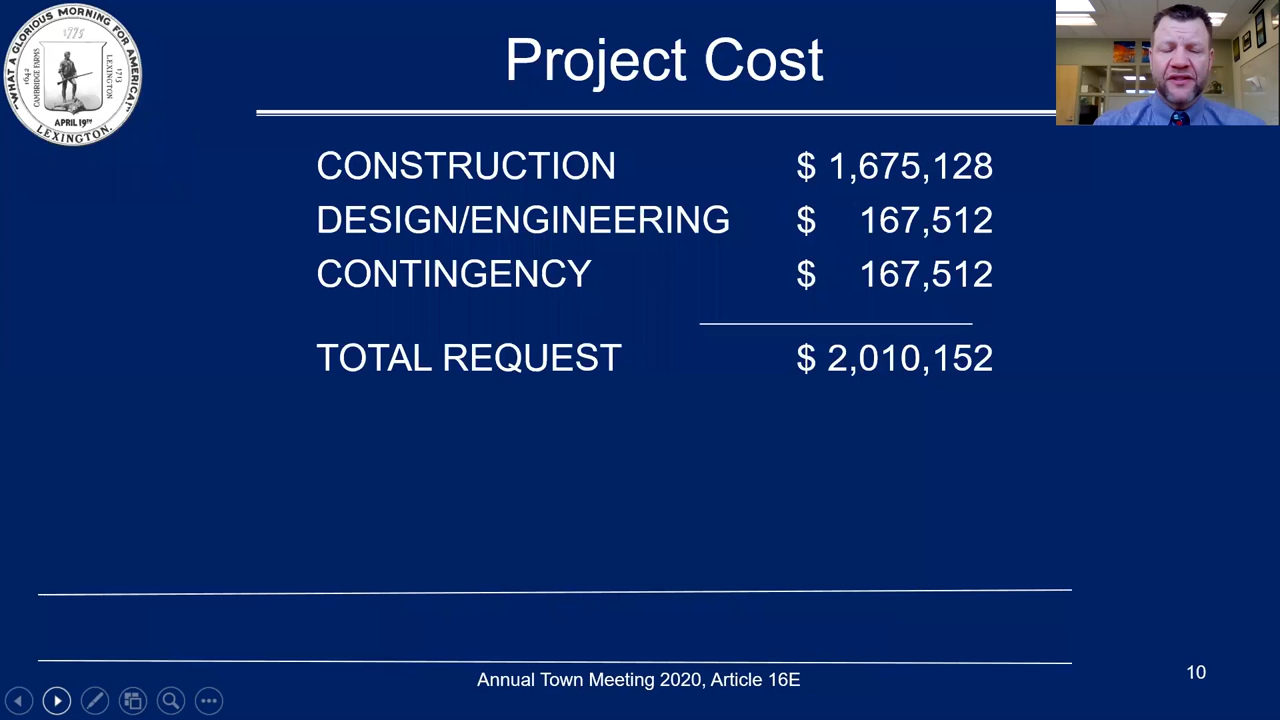 "WHAT A GLORIOUS MORNING FOR AMERICA!"
1775
CAMBRIDGE FARMS
1642
1713
LEXINGTON
APRIL 19TH
LEXINGTON.
Project Cost
CONSTRUCTION $ 1,675,128
DESIGN/ENGINEERING $ 167,512
CONTINGENCY $ 167,512
TOTAL REQUEST $ 2,010,152
Annual Town Meeting 2020, Article 16E
10